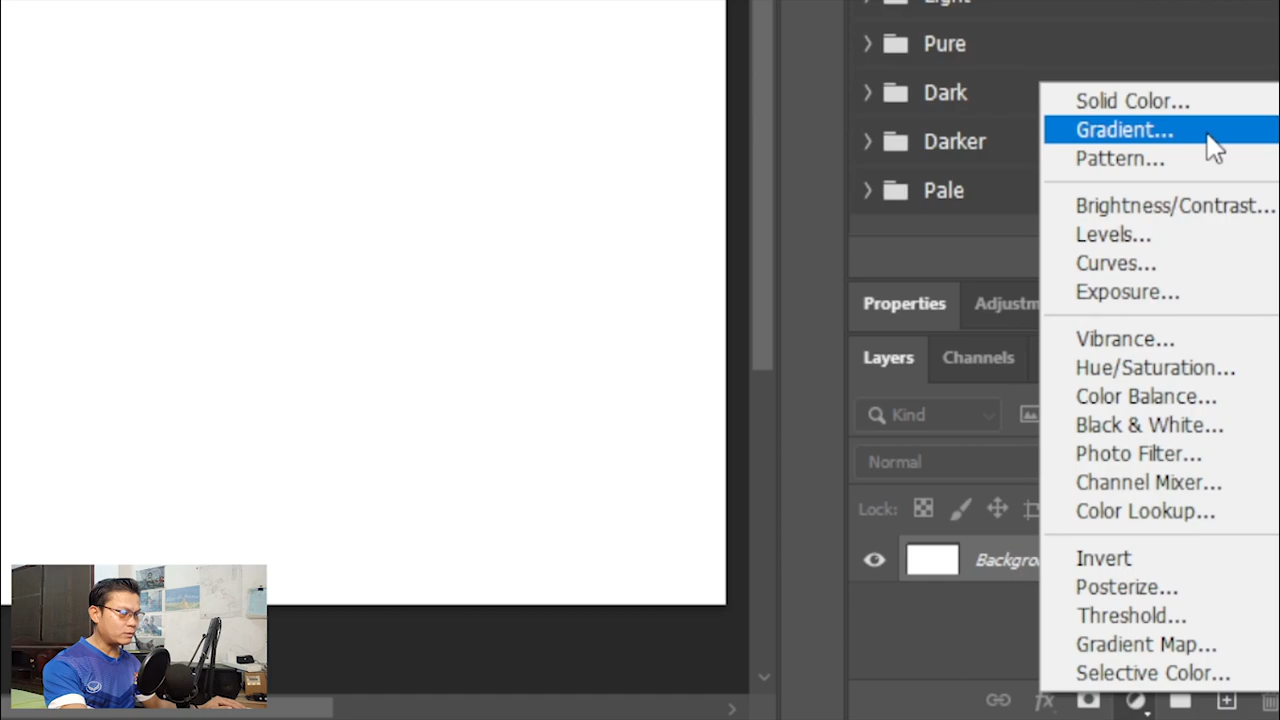 Light
Pure
Dark
Darker
Pale
Solid Color...
Gradient...
Pattern...
Brightness/Contrast...
Levels...
Curves...
Exposure...
Vibrance...
Hue/Saturation...
Color Balance...
Black & White...
Photo Filter...
Channel Mixer...
Color Lookup...
Invert
Posterize...
Threshold...
Gradient Map...
Selective Color...
Properties Adjustm
Layers Channels
Kind
Normal
Lock:
Backgro
fx